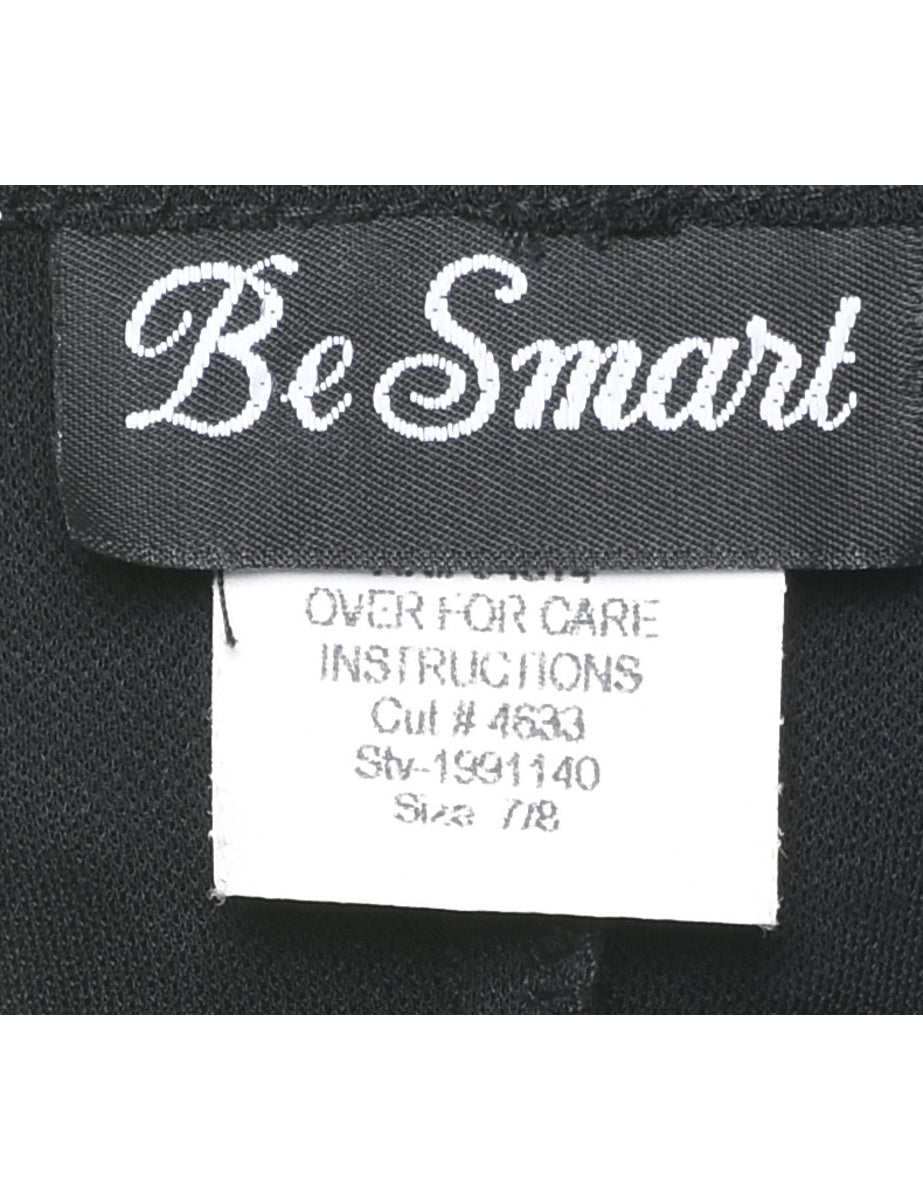 Be Smart
OVER FOR CARE
INSTRUCTIONS
Cut # 4633
Sty-1991140
Size 7/8